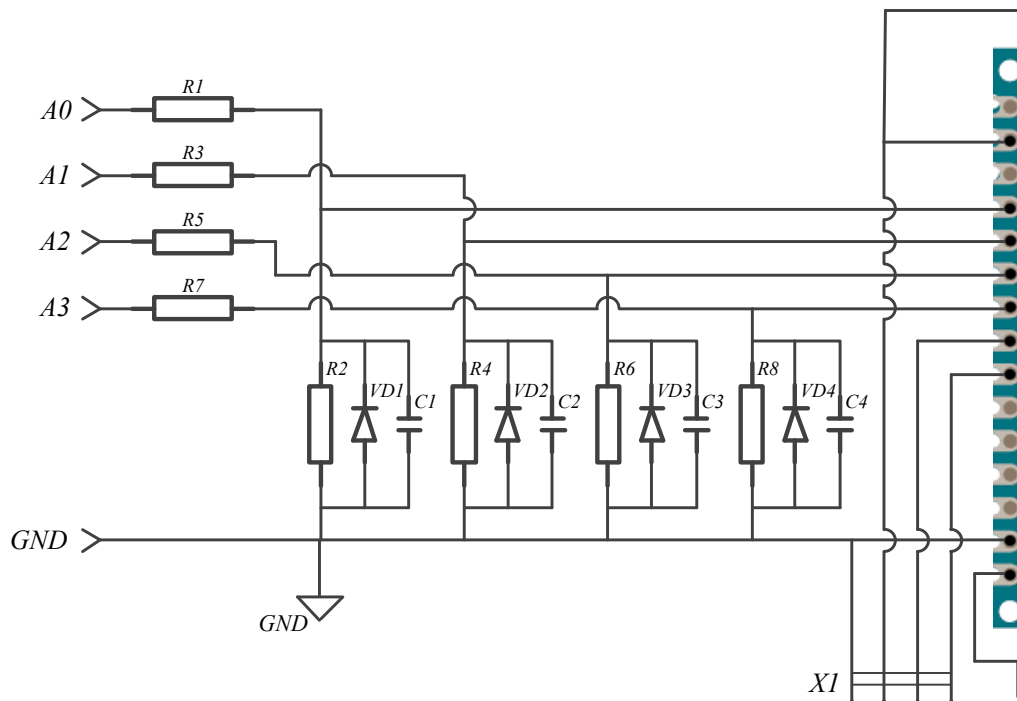 R1
A0
R3
A1
R5
A2
R7
A3
R2 VD1 C1 R4 VD2 C2 R6 VD3 C3 R8 VD4 C4
GND
GND
X1